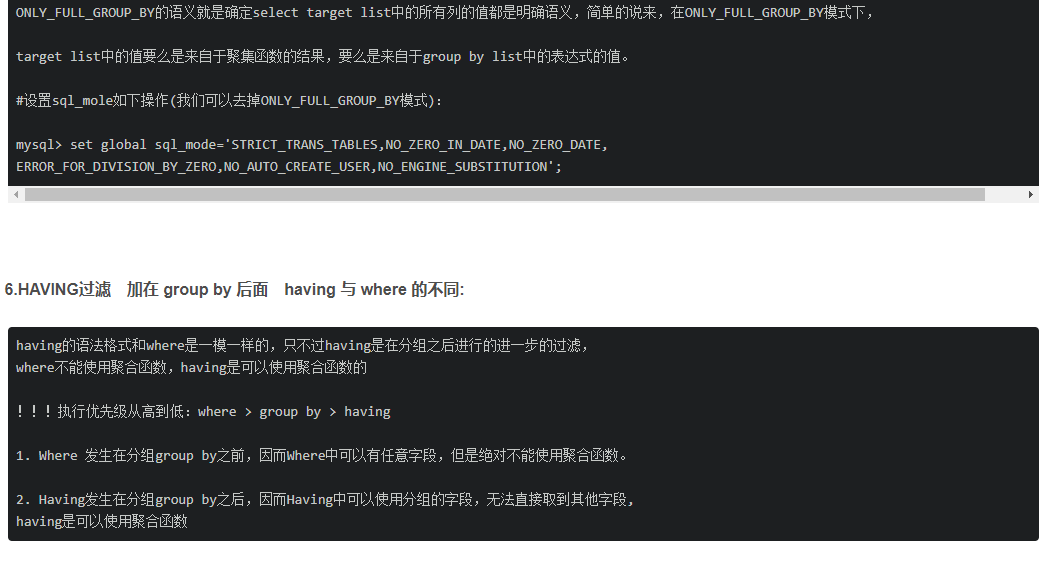 ONLY_FULL_GROUP_BY的语义就是确定select target list中的所有列的值都是明确语义，简单的说来，在ONLY_FULL_GROUP_BY模式下，
target list中的值要么是来自于聚集函数的结果，要么是来自于group by list中的表达式的值。
#设置sql_mole如下操作(我们可以去掉ONLY_FULL_GROUP_BY模式)：
mysql> set global sql_mode='STRICT_TRANS_TABLES,NO_ZERO_IN_DATE,NO_ZERO_DATE,
ERROR_FOR_DIVISION_BY_ZERO,NO_AUTO_CREATE_USER,NO_ENGINE_SUBSTITUTION';
6.HAVING过滤 加在 group by 后面 having 与 where 的不同:
having的语法格式和where是一模一样的，只不过having是在分组之后进行的进一步的过滤，
where不能使用聚合函数，having是可以使用聚合函数的
！！！执行优先级从高到低：where > group by > having
1. Where 发生在分组group by之前，因而Where中可以有任意字段，但是绝对不能使用聚合函数。
2. Having发生在分组group by之后，因而Having中可以使用分组的字段，无法直接取到其他字段，
having是可以使用聚合函数